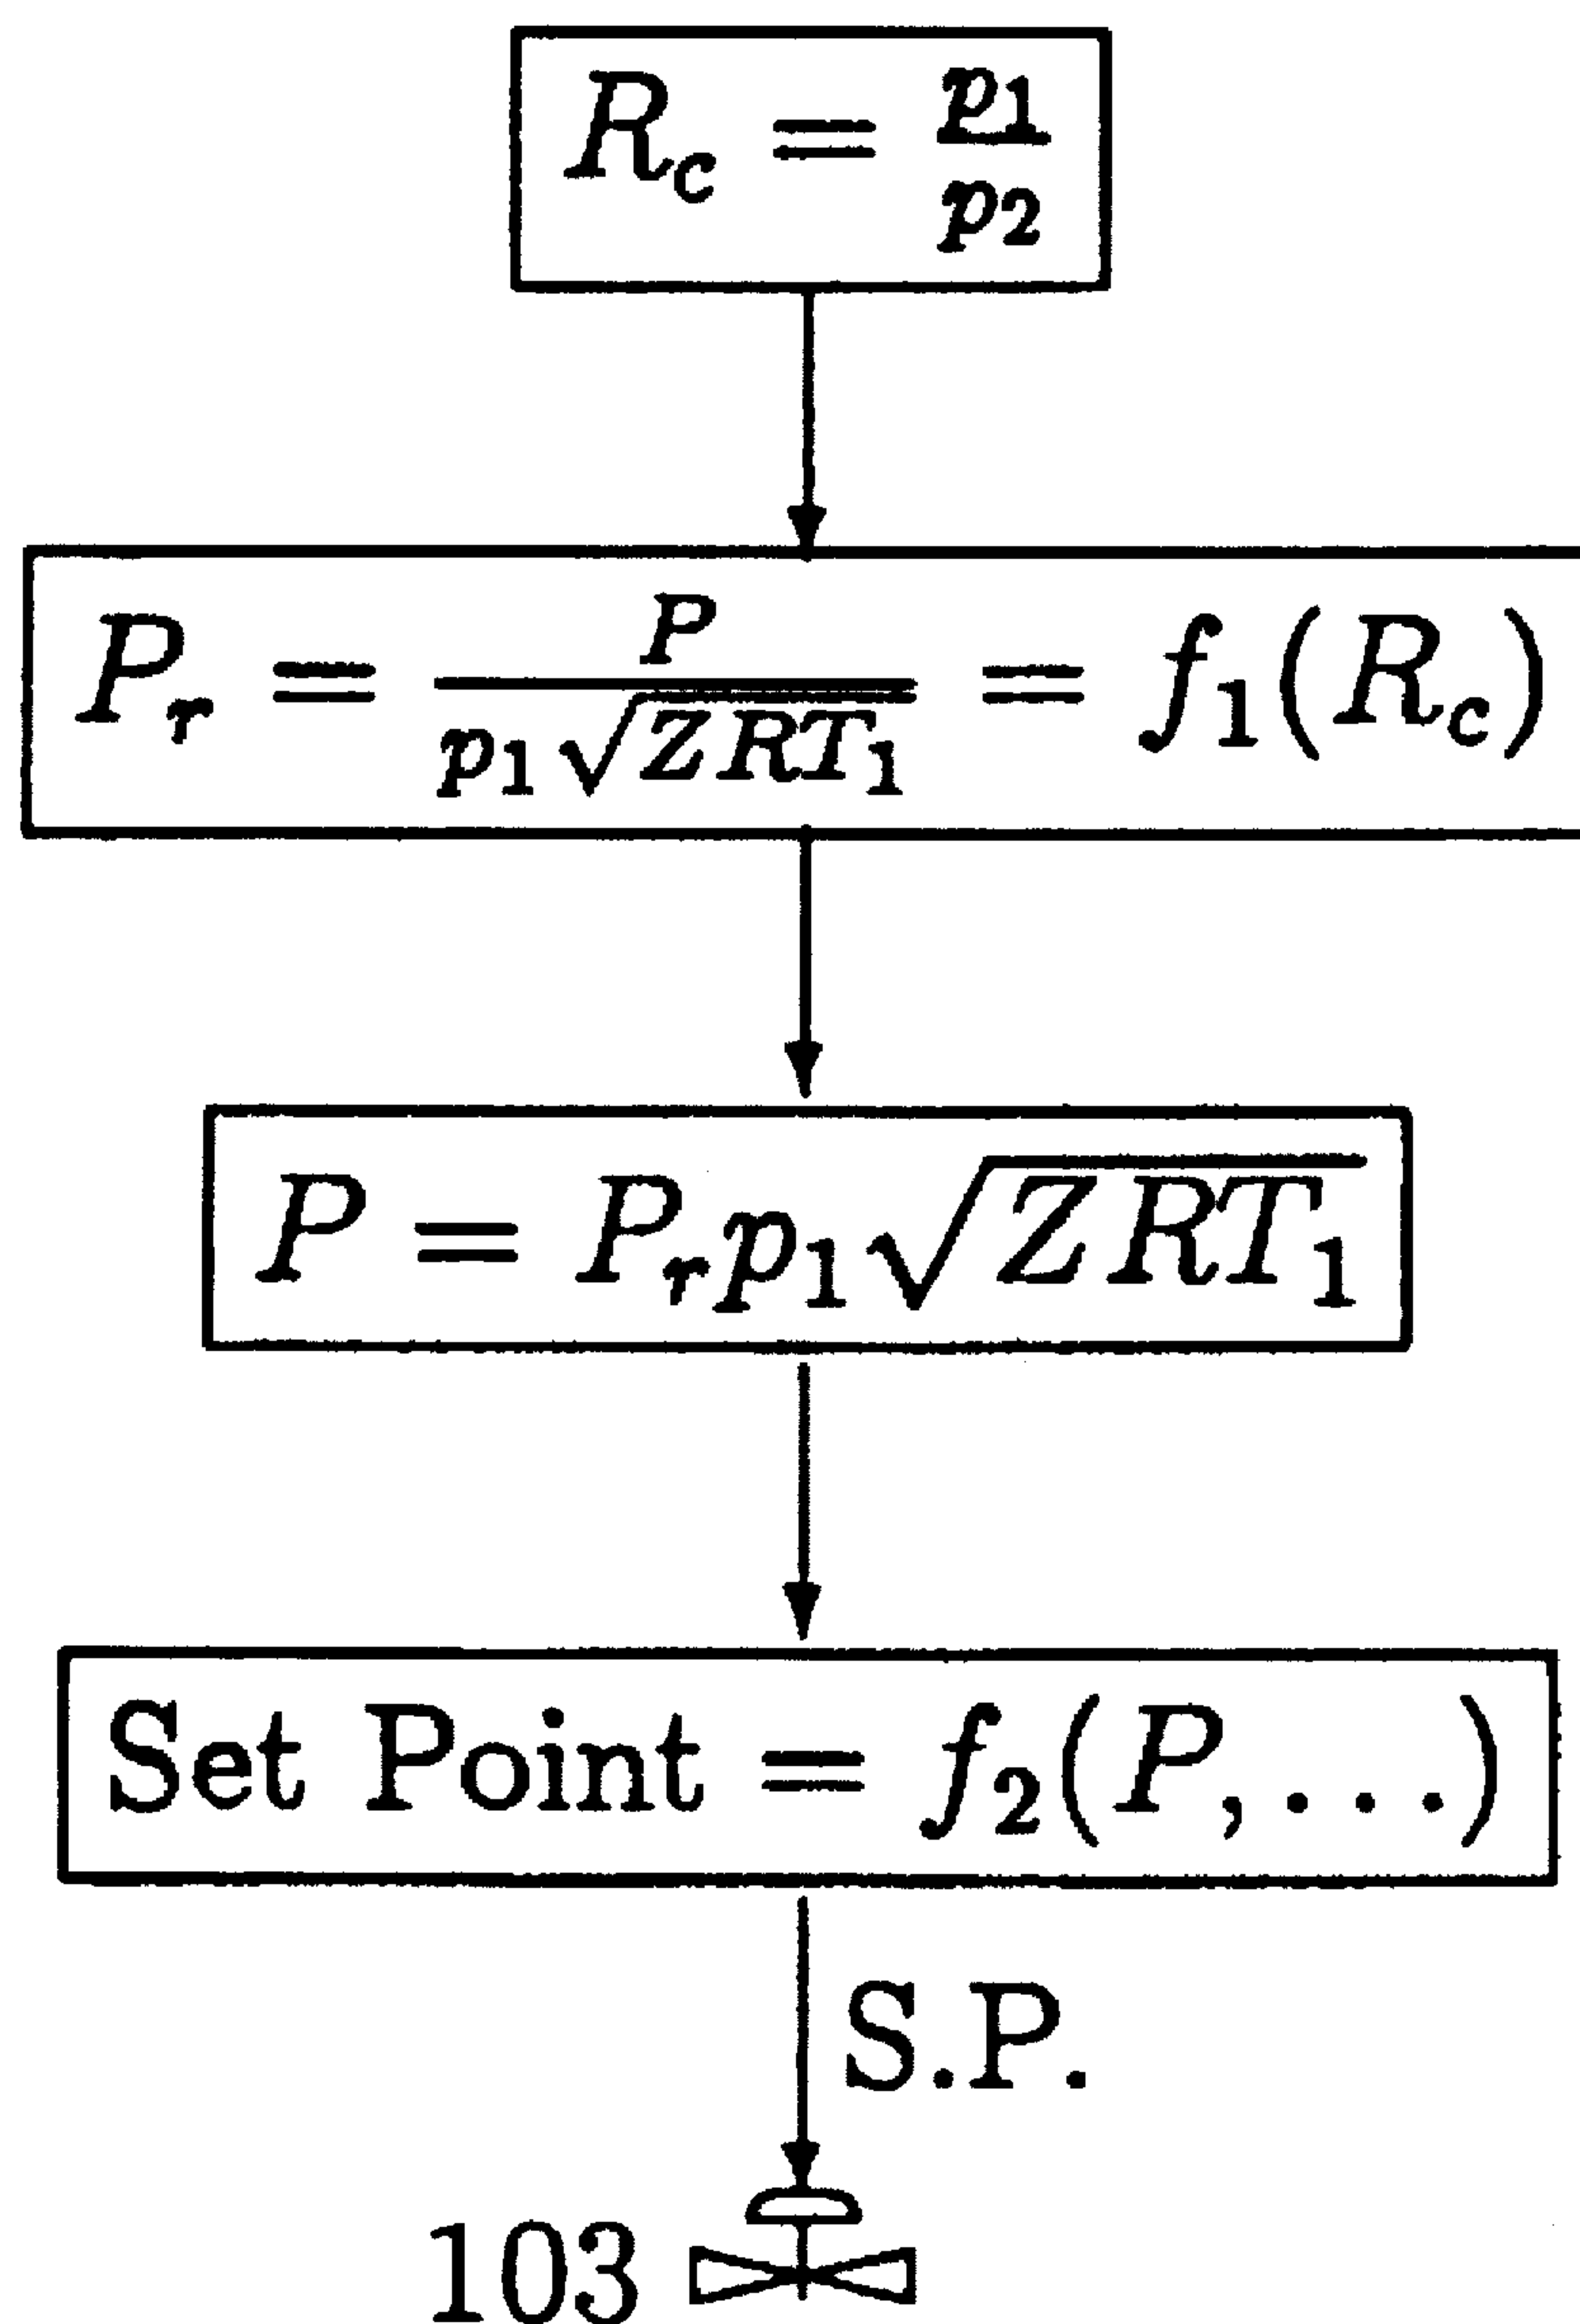 R_c = p_1/p_2
P_r = P/(p_1√(ZRT_1)) = f_1(R_c)
P = P_r p_1√(ZRT_1)
Set Point = f_2(P, . . .)
S.P.
103